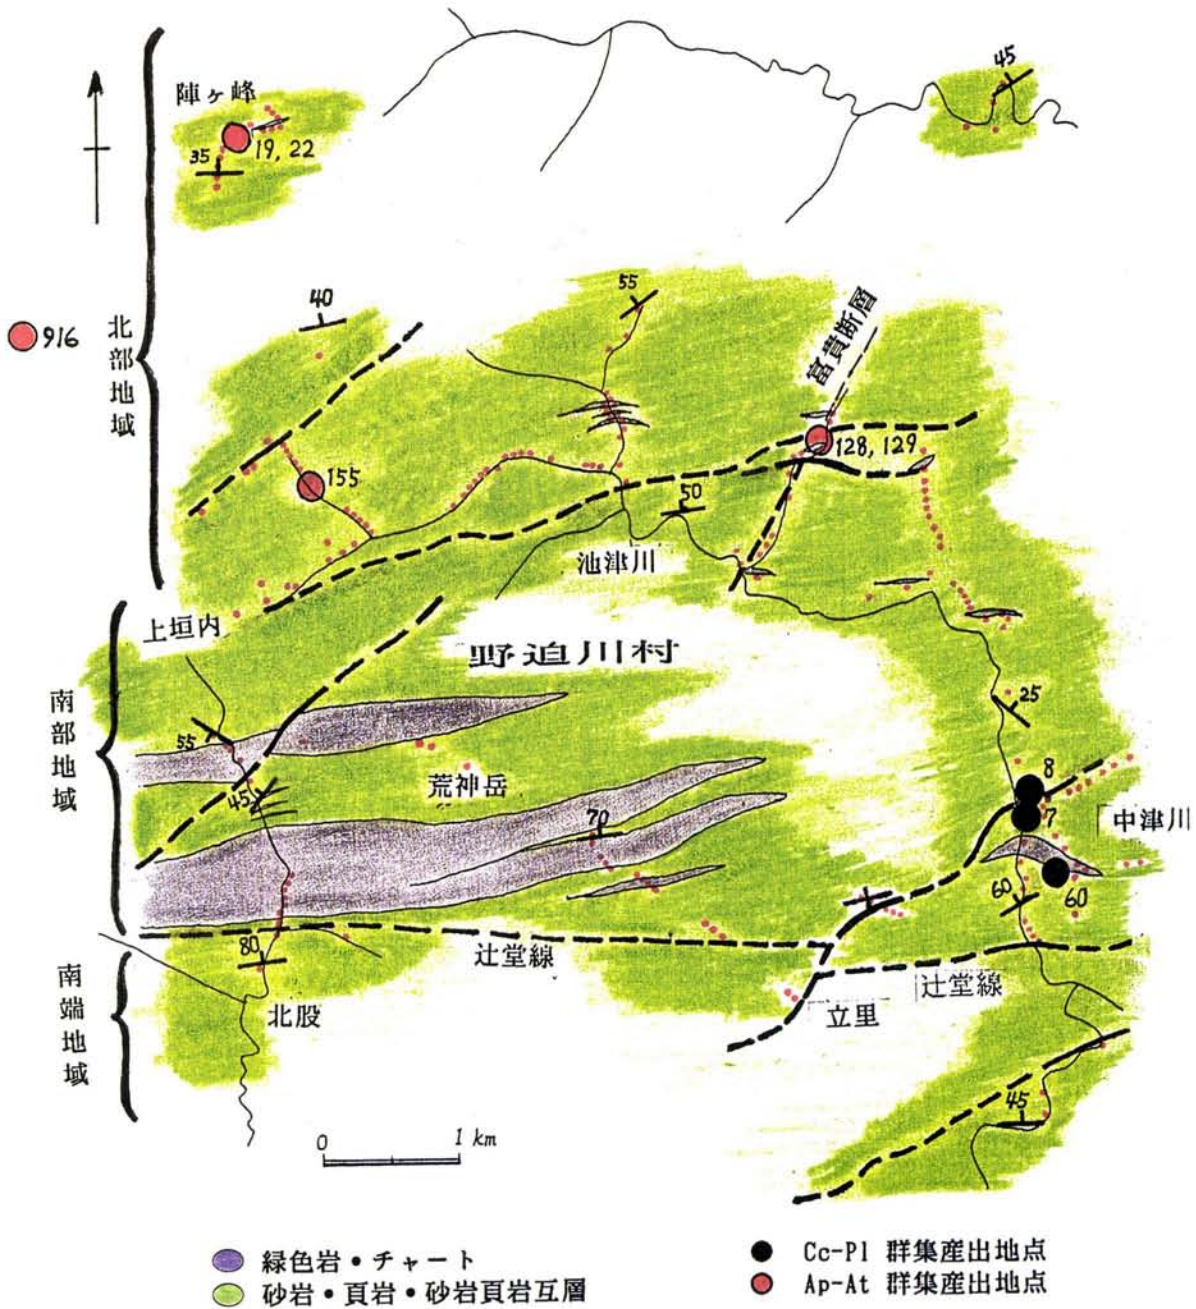 45
陣ヶ峰
19, 22
35
916
北部地域
40
55
富貴断層
128, 129
155
50
池津川
上垣内
野迫川村
南部地域
25
55
8
45
荒神岳
7
中津川
70
60
60
80
辻堂線
辻堂線
南端地域
北股
立里
45
0 1 km
緑色岩・チャート
砂岩・頁岩・砂岩頁岩互層
Cc-Pl 群集産出地点
Ap-At 群集産出地点